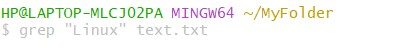 HP@LAPTOP-MLCJO2PA MINGW64 ~/MyFolder
$ grep "Linux" text.txt